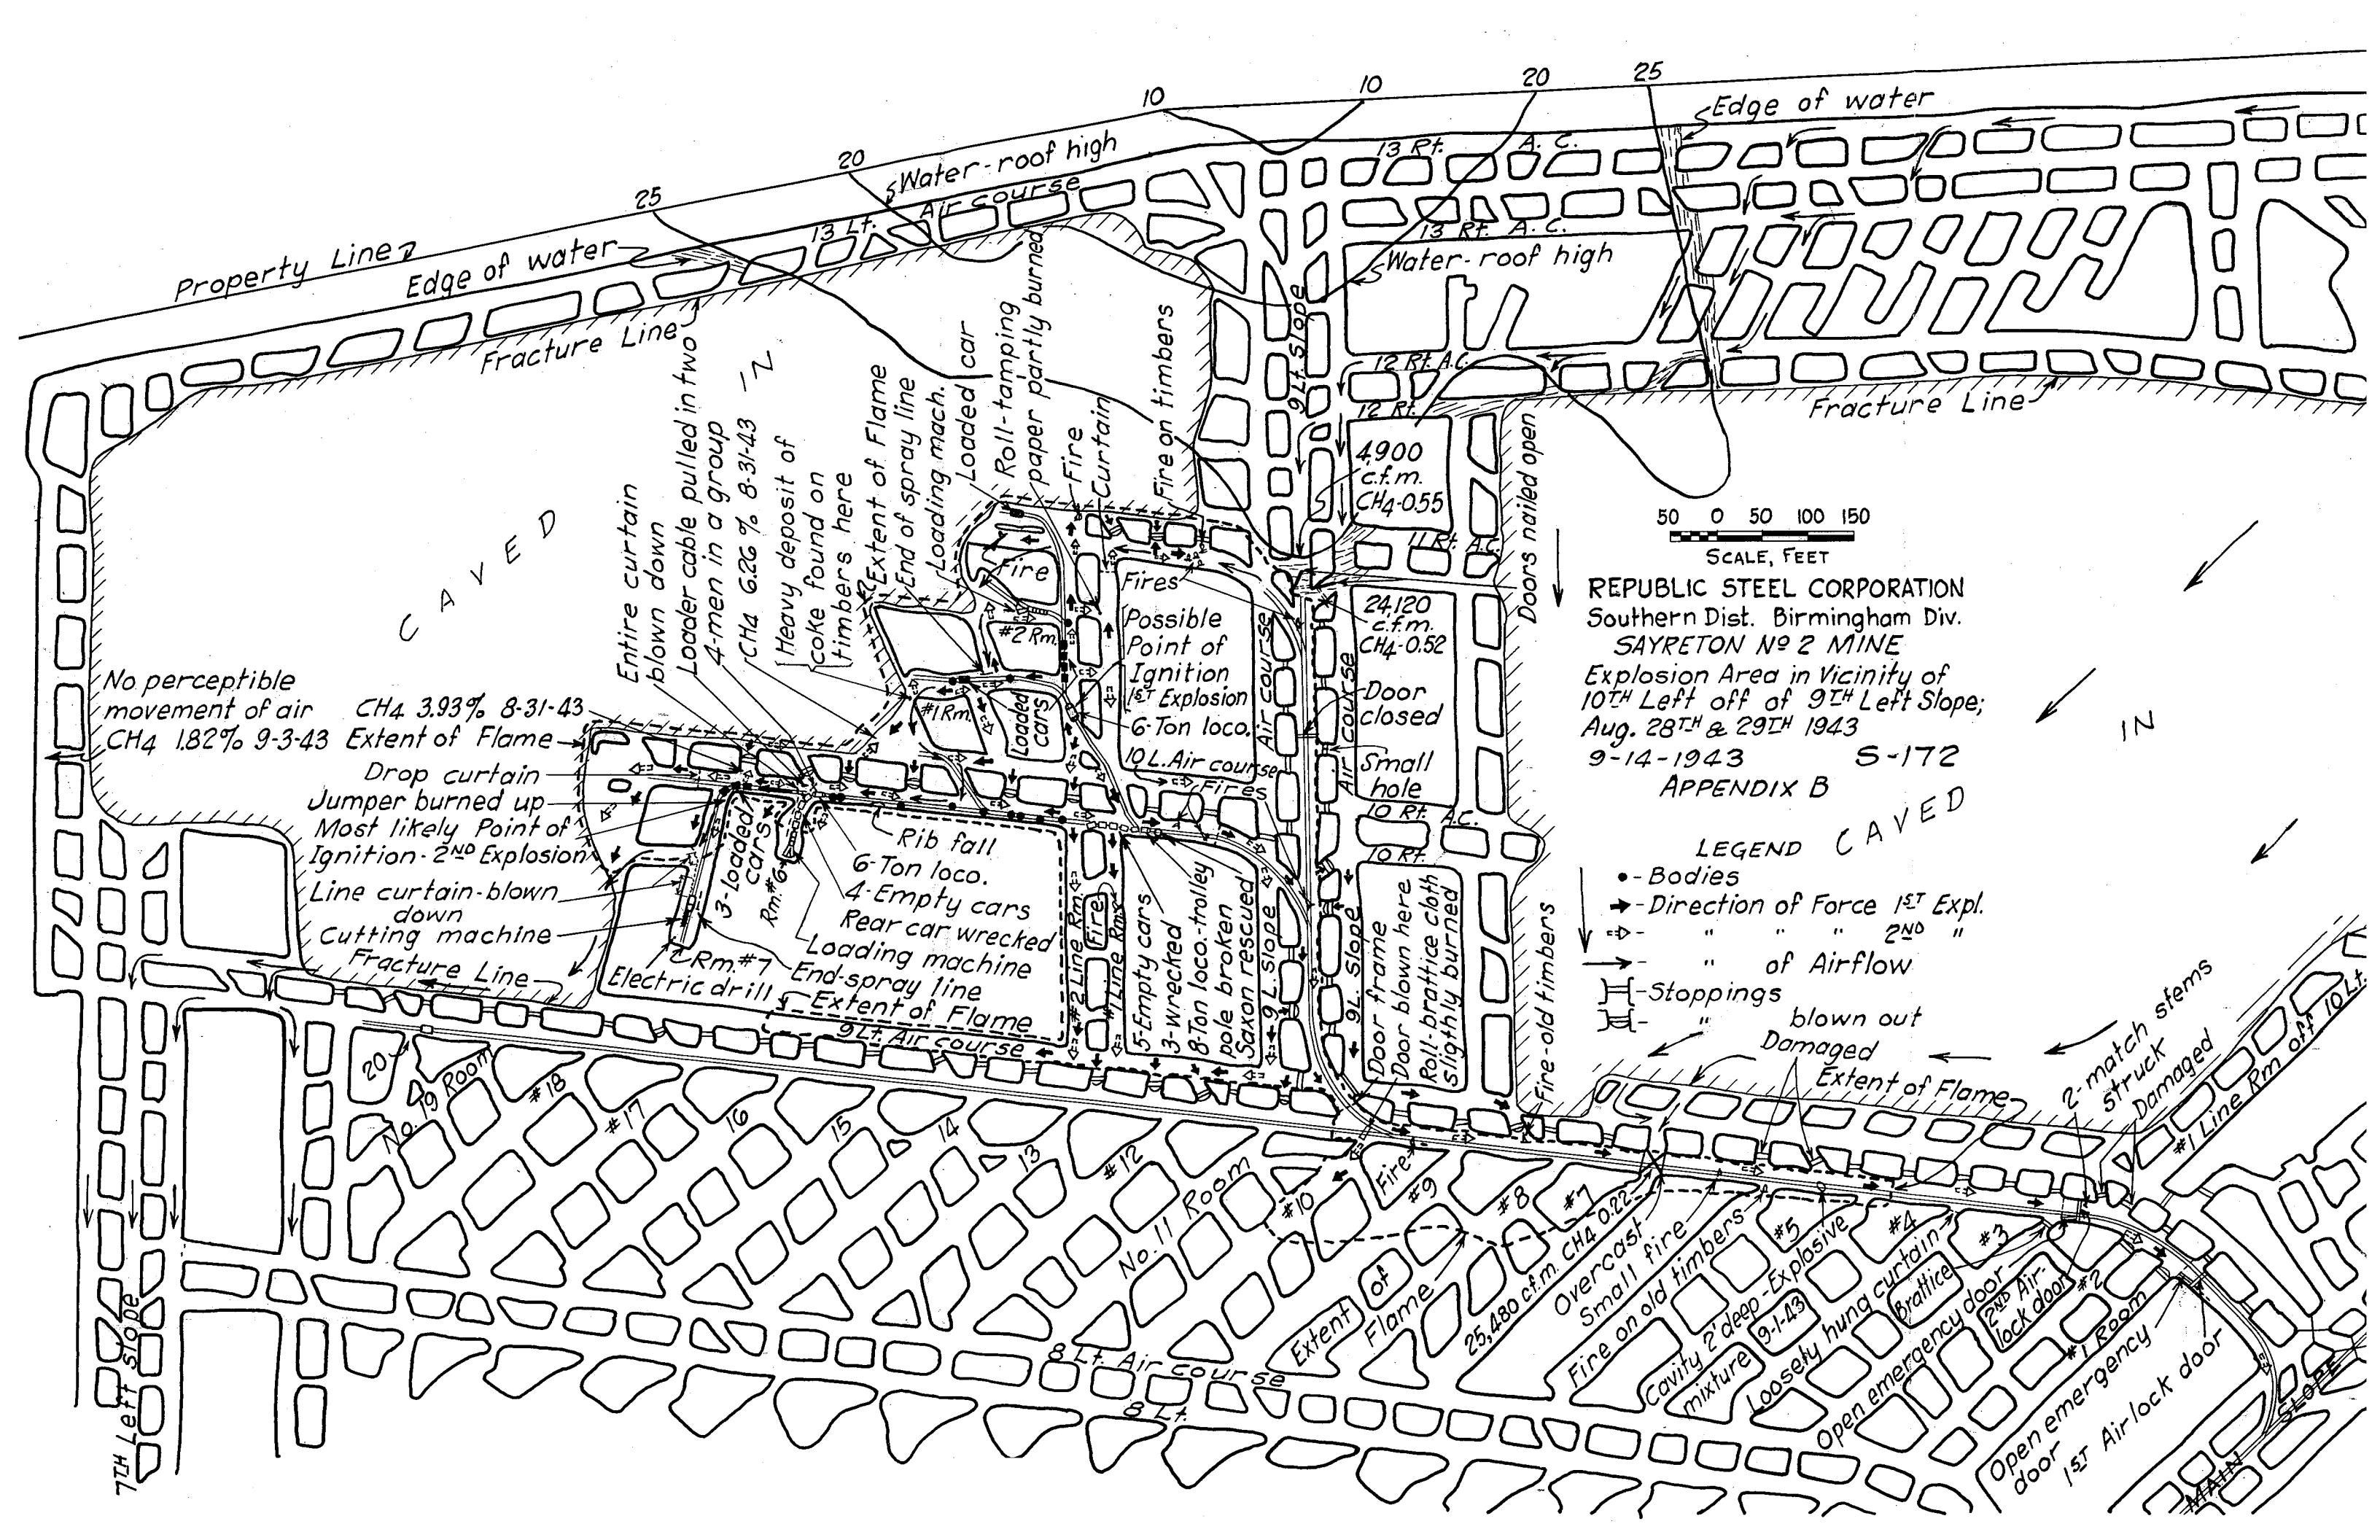 10
10
20
25
Edge of water
20
Water-roof high
13 Rt. A. C.
25
Air course
13 Lt.
Property Line
Edge of water
13 Rt. A. C.
Water-roof high
Fracture Line
9 Lt. Slope
12 Rt. A.C.
12 Rt.
Fracture Line
Entire curtain
blown down
Loader cable pulled in two
4-men in a group
CH4 6.26 % 8-31-43
N
Heavy deposit of
coke found on
timbers here
Extent of Flame
End of spray line
Loading mach.
Loaded car
Roll-tamping
paper partly burned
Fire
Curtain
Fire on timbers
4,900
c.f.m.
CH4-0.55
11 Rt. A.C.
Doors nailed open
50 0 50 100 150
SCALE, FEET
REPUBLIC STEEL CORPORATION
Southern Dist. Birmingham Div.
SAYRETON Nº 2 MINE
Explosion Area in Vicinity of
10TH Left off of 9TH Left Slope;
Aug. 28TH & 29TH 1943
9-14-1943 S-172
APPENDIX B
CAVED
IN
CAVED
LEGEND
- Bodies
- Direction of Force 1ST Expl.
- " " " 2ND "
- " of Airflow
- Stoppings
- " blown out
CAVED
Fire
Fires
#2 Rm.
#1 Rm.
Loaded
cars
Possible
Point of
Ignition
1ST Explosion
6-Ton loco.
10 L. Air course
Fires
Air course
24,120
c.f.m.
CH4-0.52
Air course
Door
closed
Small
hole
10 Rt. A.C.
10 Rt.
No perceptible
movement of air
CH4 1.82% 9-3-43
CH4 3.93% 8-31-43
Extent of Flame
Drop curtain
Jumper burned up
Most likely Point of
Ignition-2ND Explosion
Line curtain-blown
down
Cutting machine
Fracture Line
3-Loaded
cars
Rm.#6
Rib fall
6-Ton loco.
4-Empty cars
Rear car wrecked
Loading machine
Rm.#7
End-spray line
Electric drill
Extent of Flame
9 Lt. Air course
#2 Line Rm.
Fire
#1 Line Rm.
5-Empty cars
3-wrecked
8-Ton loco.-trolley
pole broken
Saxon rescued
9 L. Slope
9L. Slope
Door frame
Door blown here
Roll-brattice cloth
slightly burned
Fire-old timbers
Damaged
Extent of Flame
2-match stems
struck
Damaged
#1 Line Rm off 10 Lt.
20
No. 19 Room
#18
#17
16
15
14
13
#12
No. 11 Room
#10
Fire
#9
#8
#7
#5
#4
#3
#2
#1 Room
Extent of
Flame
25,480 c.f.m. CH4 0.22
Overcast
Small fire
Fire on old timbers
Cavity 2' deep-Explosive
mixture 9-1-43
Loosely hung curtain
Brattice
Open emergency door
2ND Air-
lock door
Open emergency
door
1ST Air lock door
8 Lt. Air course
8 Lt.
7TH Left Slope
MAIN SLOPE